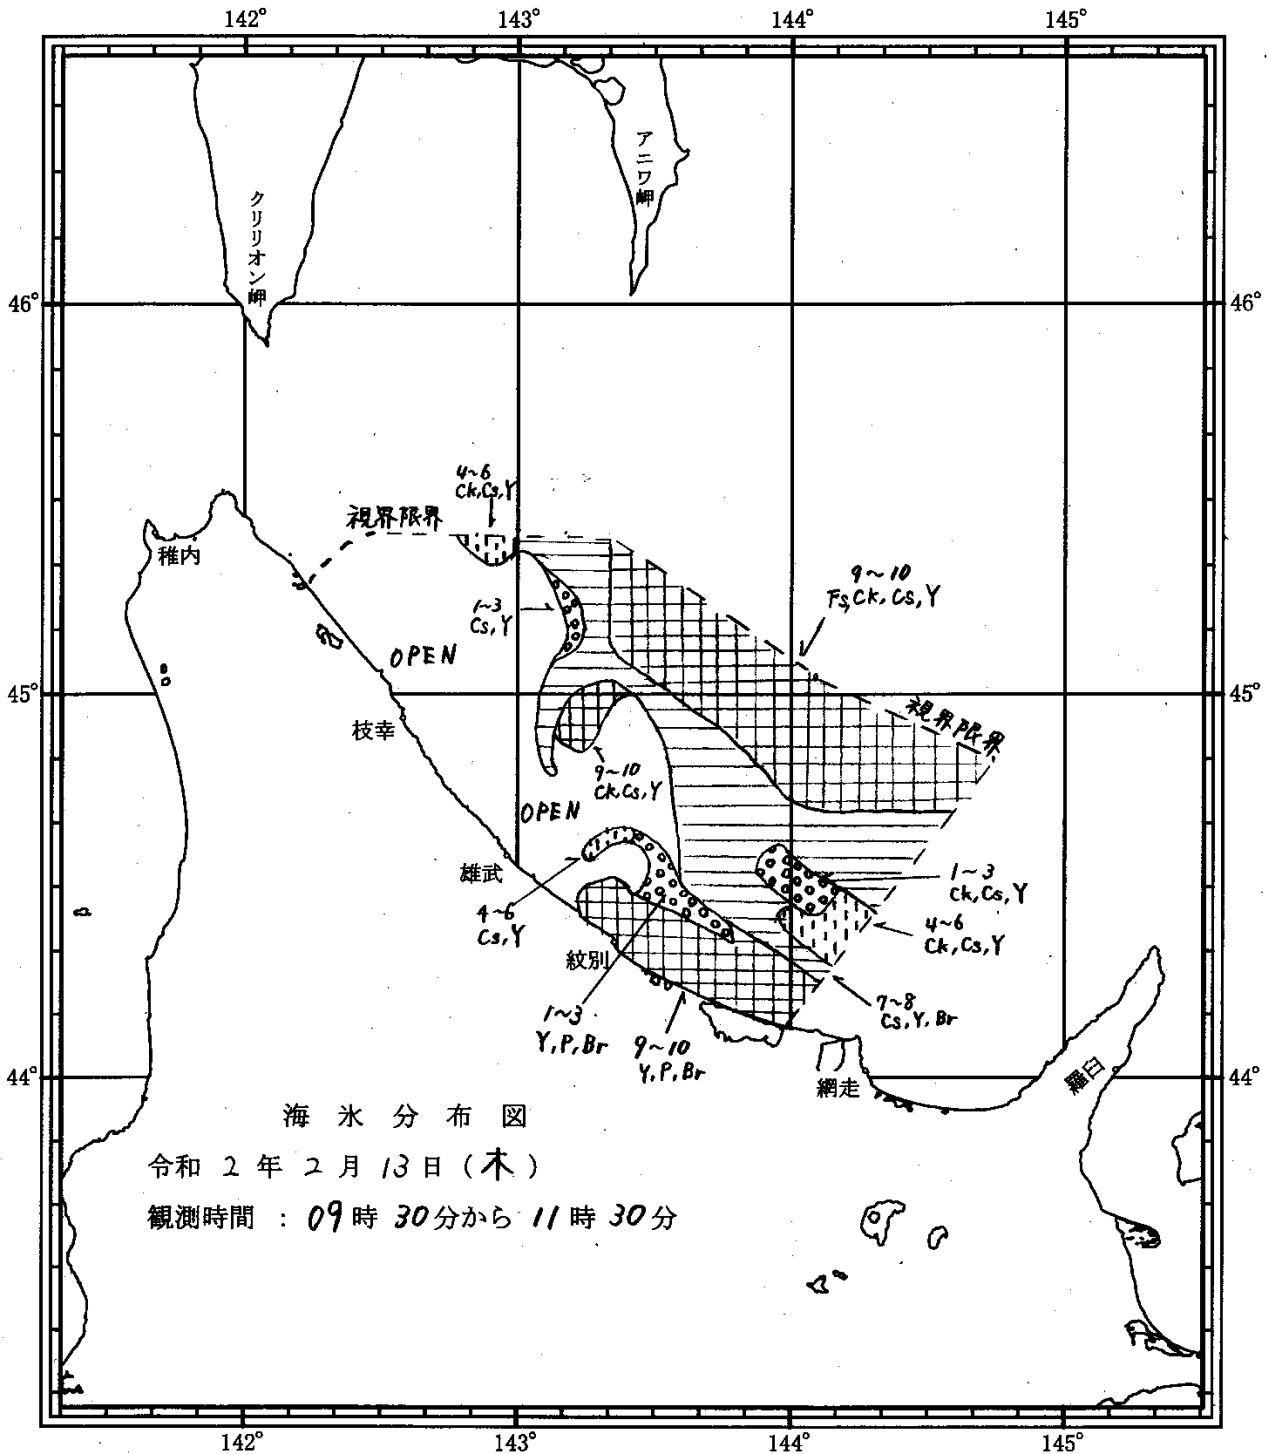 142° 143° 144° 145°
アニワ岬
クリリオン岬
46° 46°
4~6
Ck,Cs,Y
視界限界
稚内
9~10
Fs,Ck,Cs,Y
1~3
Cs,Y
OPEN
45° 45°
視界限界
枝幸
9~10
Ck,Cs,Y
OPEN
雄武
1~3
Ck,Cs,Y
4~6
Cs,Y
4~6
Ck,Cs,Y
紋別
7~8
Cs,Y,Br
1~3
Y,P,Br
9~10
Y,P,Br
網走
羅臼
44° 44°
海氷分布図
令和2年2月13日(木)
観測時間:09時30分から11時30分
142° 143° 144° 145°